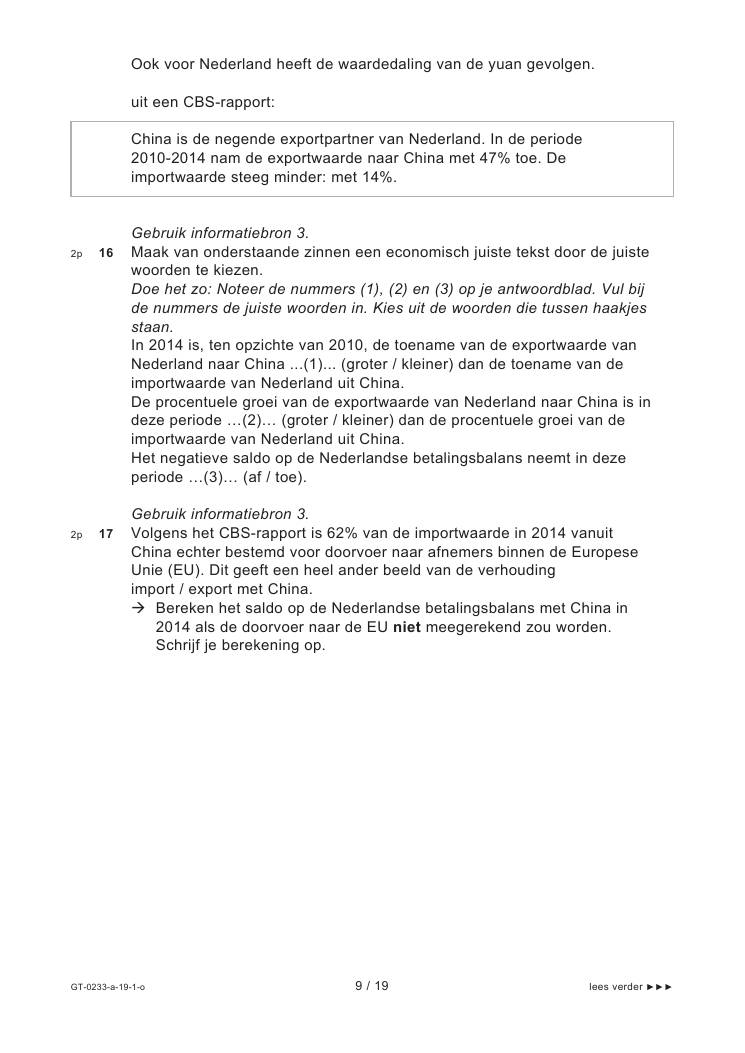 Ook voor Nederland heeft de waardedaling van de yuan gevolgen.
uit een CBS-rapport:
China is de negende exportpartner van Nederland. In de periode
2010-2014 nam de exportwaarde naar China met 47% toe. De
importwaarde steeg minder: met 14%.
Gebruik informatiebron 3.
2p 16 Maak van onderstaande zinnen een economisch juiste tekst door de juiste
woorden te kiezen.
Doe het zo: Noteer de nummers (1), (2) en (3) op je antwoordblad. Vul bij
de nummers de juiste woorden in. Kies uit de woorden die tussen haakjes
staan.
In 2014 is, ten opzichte van 2010, de toename van de exportwaarde van
Nederland naar China ...(1)... (groter / kleiner) dan de toename van de
importwaarde van Nederland uit China.
De procentuele groei van de exportwaarde van Nederland naar China is in
deze periode …(2)… (groter / kleiner) dan de procentuele groei van de
importwaarde van Nederland uit China.
Het negatieve saldo op de Nederlandse betalingsbalans neemt in deze
periode …(3)… (af / toe).
Gebruik informatiebron 3.
2p 17 Volgens het CBS-rapport is 62% van de importwaarde in 2014 vanuit
China echter bestemd voor doorvoer naar afnemers binnen de Europese
Unie (EU). Dit geeft een heel ander beeld van de verhouding
import / export met China.
→ Bereken het saldo op de Nederlandse betalingsbalans met China in
2014 als de doorvoer naar de EU niet meegerekend zou worden.
Schrijf je berekening op.
GT-0233-a-19-1-o 9 / 19 lees verder ►►►